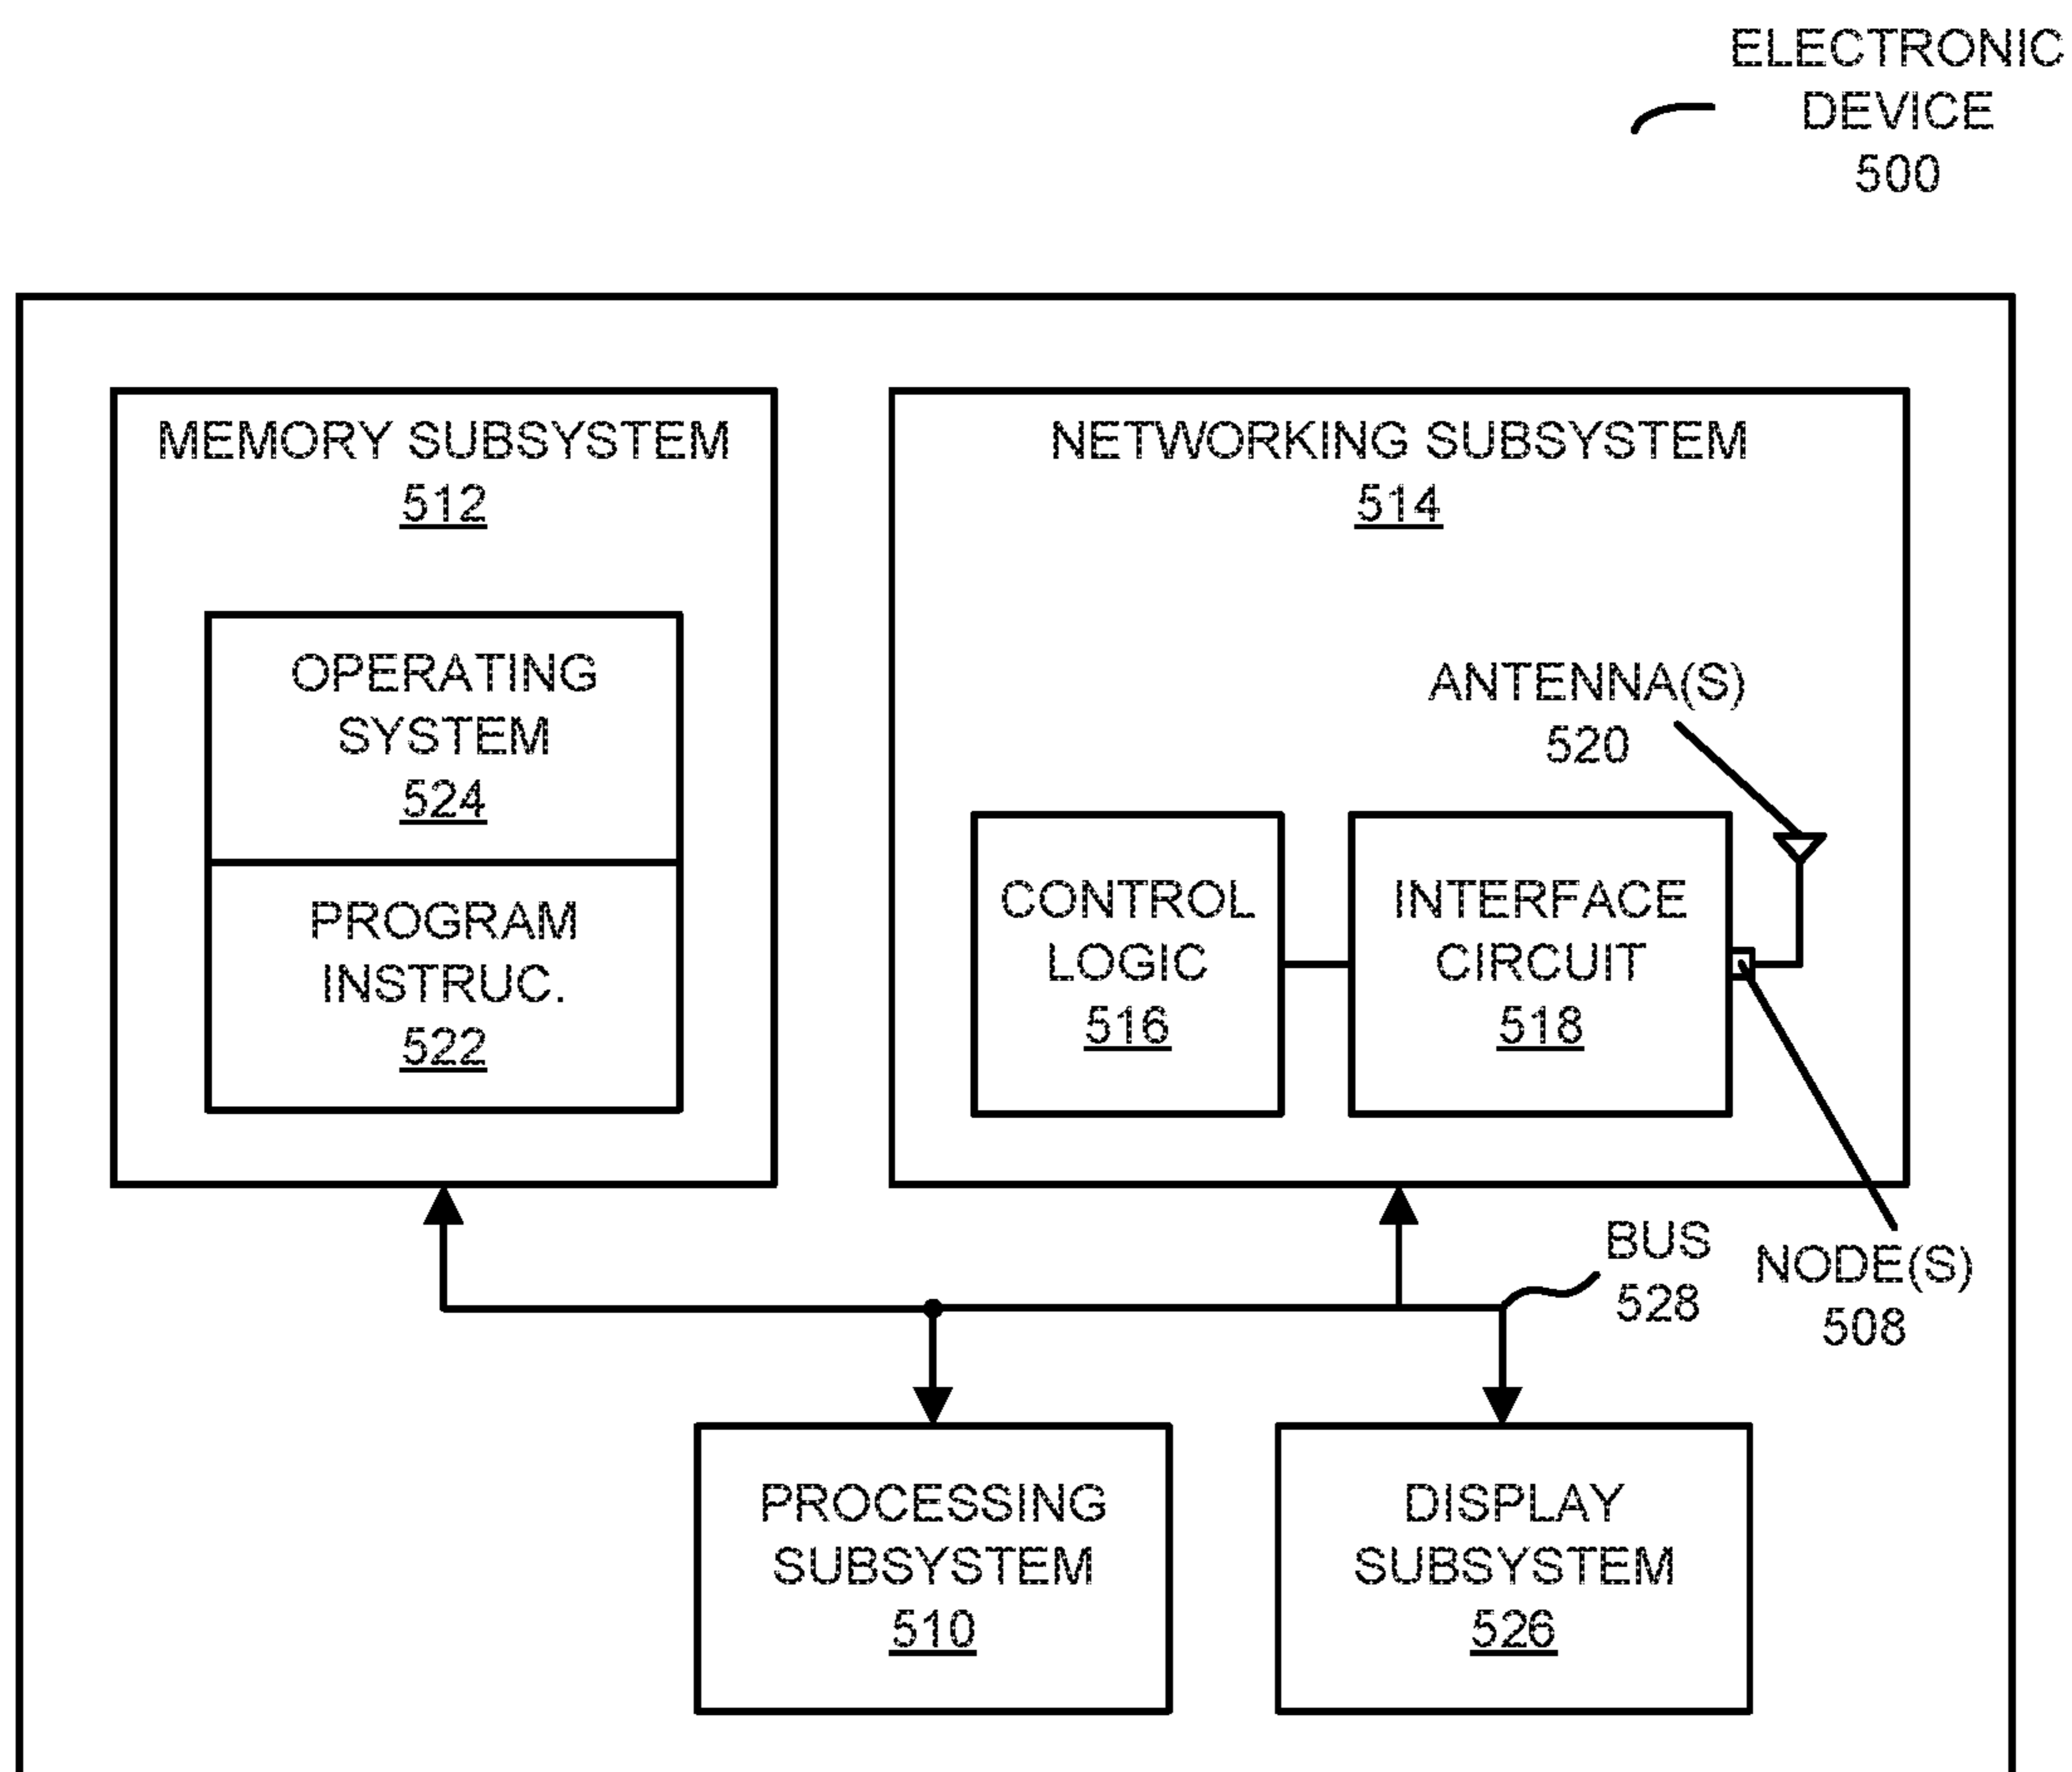 ELECTRONIC
DEVICE
500
MEMORY SUBSYSTEM
512
OPERATING
SYSTEM
524
PROGRAM
INSTRUC.
522
NETWORKING SUBSYSTEM
514
ANTENNA(S)
520
CONTROL
LOGIC
516
INTERFACE
CIRCUIT
518
BUS
528
NODE(S)
508
PROCESSING
SUBSYSTEM
510
DISPLAY
SUBSYSTEM
526